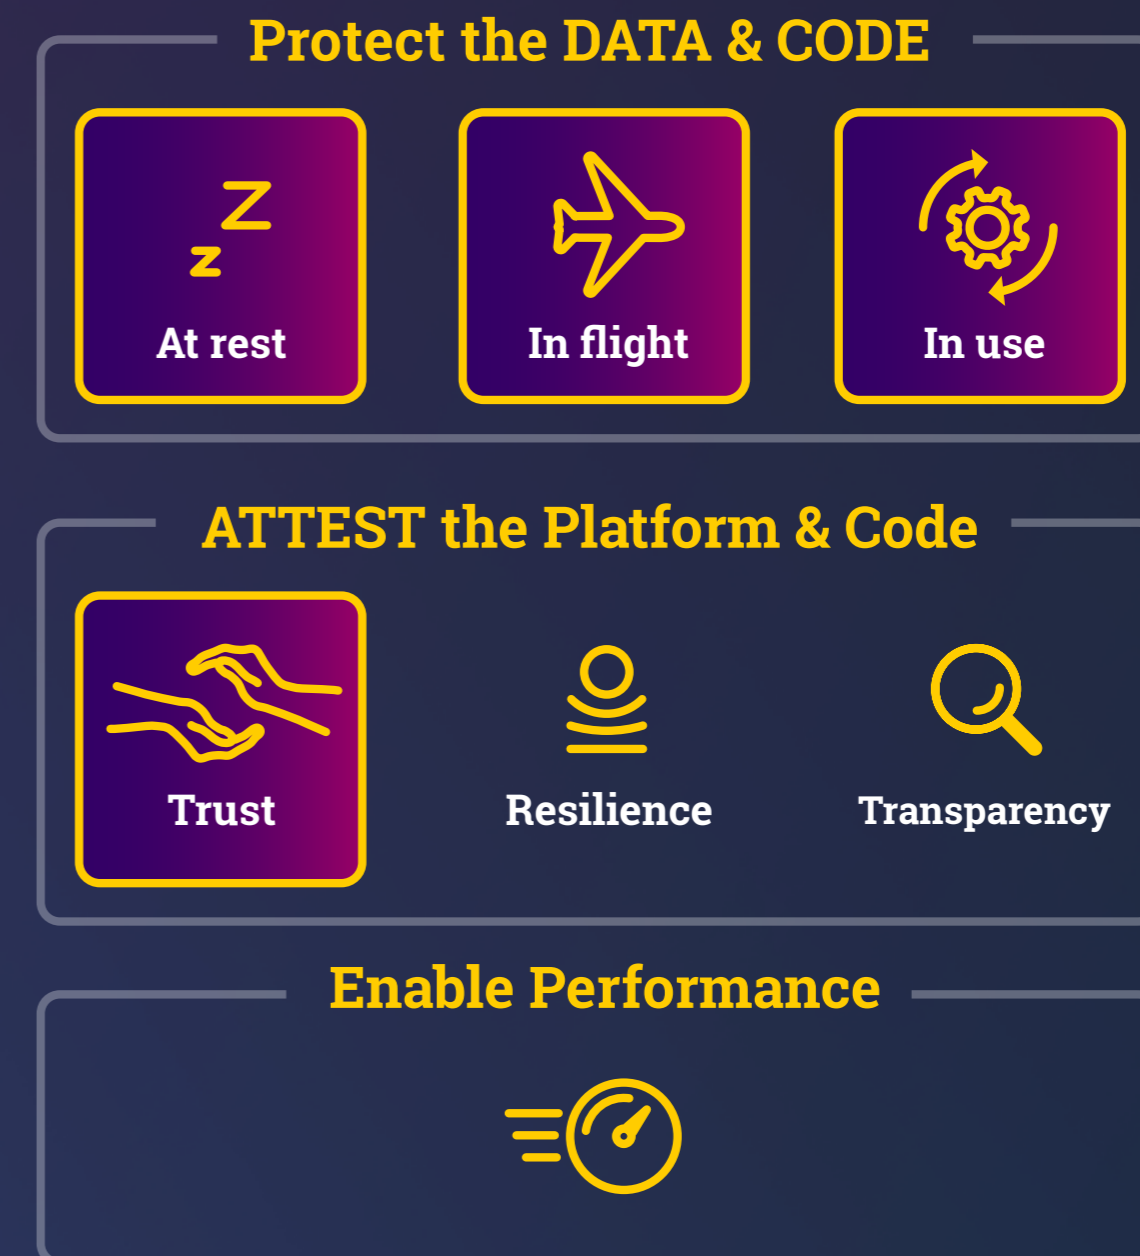 Protect the DATA & CODE
At rest
In flight
In use
ATTEST the Platform & Code
Trust
Resilience
Transparency
Enable Performance